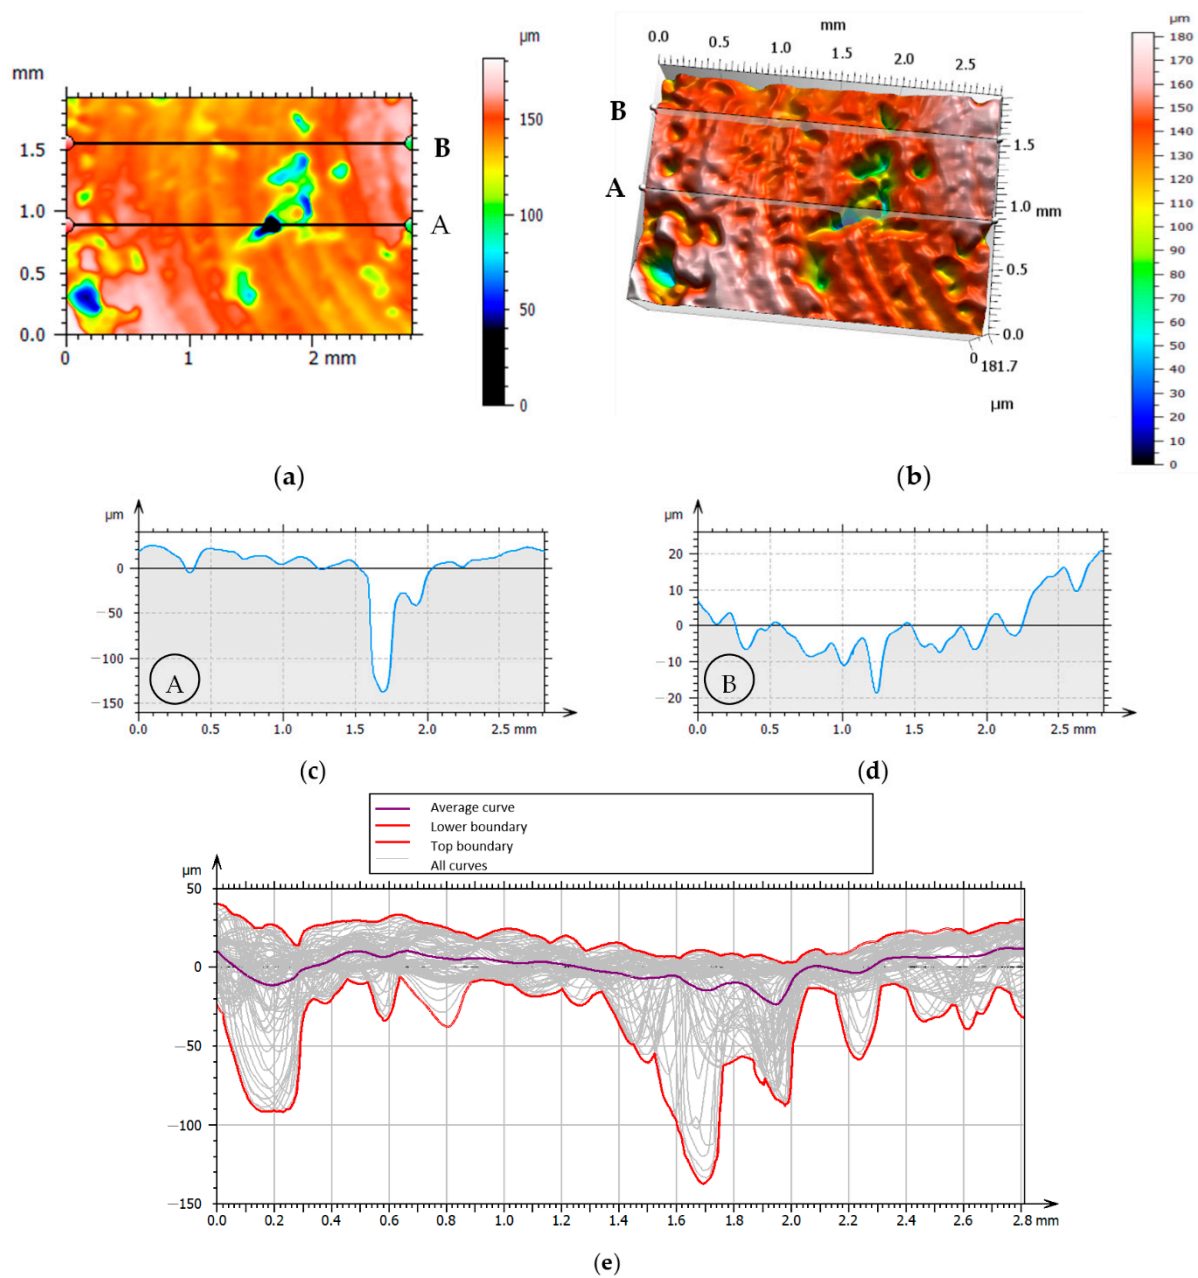 µm
mm
150
100
50
0
1.5
1.0
0.5
0.0
0
1
2 mm
B
A
(a)
mm
0.0
0.5
1.0
1.5
2.0
2.5
B
A
1.5
1.0
mm
0.5
0.0
0
181.7
µm
µm
180
170
160
150
140
130
120
110
100
90
80
70
60
50
40
30
20
10
0
(b)
µm
0
−50
−100
−150
A
0.0
0.5
1.0
1.5
2.0
2.5 mm
(c)
µm
20
10
0
−10
−20
B
0.0
0.5
1.0
1.5
2.0
2.5 mm
(d)
Average curve
Lower boundary
Top boundary
All curves
µm
50
0
−50
−100
−150
0.0
0.2
0.4
0.6
0.8
1.0
1.2
1.4
1.6
1.8
2.0
2.2
2.4
2.6
2.8 mm
(e)